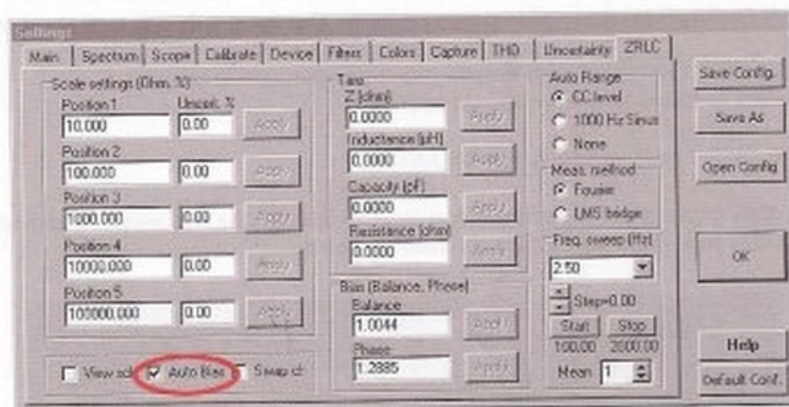 Settings
Main Spectrum Scope Calibrate Device Filters Colors Capture THD Uncertainty ZRLC
Scale settings (Ohm, %)
Position 1 Uncert. %
10.000 0.00 Apply
Position 2
100.000 0.00 Apply
Position 3
1000.000 0.00 Apply
Position 4
10000.000 0.00 Apply
Position 5
100000.000 0.00 Apply
View Auto Bias Swap
Tara
Z (ohm)
0.0000 Apply
Inductance (µH)
0.0000 Apply
Capacity (pF)
0.0000 Apply
Resistance (ohm)
0.0000 Apply
Bias (Balance, Phase)
Balance
1.0044 Apply
Phase
1.2885 Apply
Auto Range
CC level
1000 Hz Sinus
None
Meas. method
Fourier
LMS bridge
Freq. sweep (Hz)
2.50
Step=0.00
Start Stop
100.00 2000.00
Mean 1
Save Config.
Save As
Open Config
OK
Help
Default Conf.